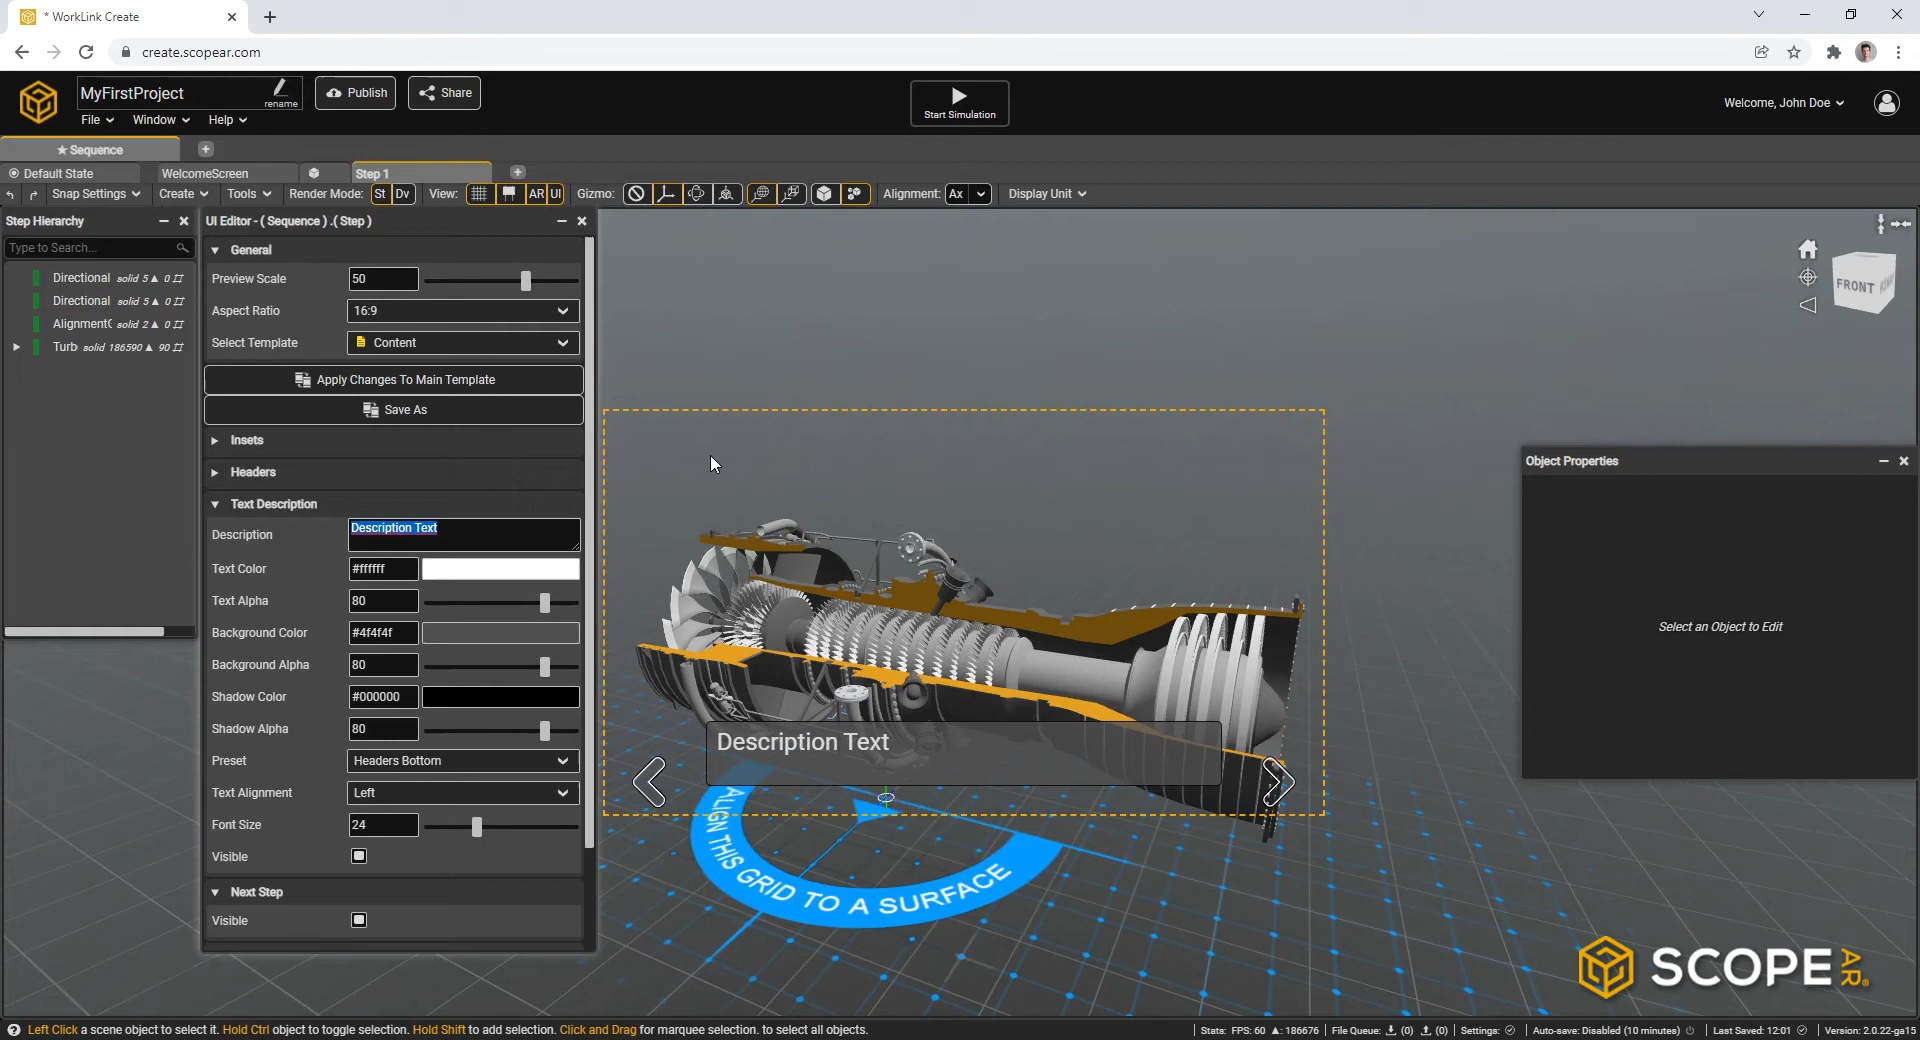 * WorkLink Create
create.scopear.com
MyFirstProject
rename
Publish
Share
Start Simulation
Welcome, John Doe
File
Window
Help
★ Sequence
Default State
WelcomeScreen
Step 1
Snap Settings
Create
Tools
Render Mode:
St
Dv
View:
AR
UI
Gizmo:
Alignment:
Ax
Display Unit
Step Hierarchy
Type to Search...
Directional solid 5▲ 0
Directional solid 5▲ 0
Alignment( solid 2▲ 0
Turb solid 186590▲ 90
UI Editor - ( Sequence ) .( Step )
General
Preview Scale
50
Aspect Ratio
16:9
Select Template
Content
Apply Changes To Main Template
Save As
Insets
Headers
Text Description
Description
Description Text
Text Color
#ffffff
Text Alpha
80
Background Color
#4f4f4f
Background Alpha
80
Shadow Color
#000000
Shadow Alpha
80
Preset
Headers Bottom
Text Alignment
Left
Font Size
24
Visible
Next Step
Visible
Description Text
ALIGN THIS GRID TO A SURFACE
FRONT
Object Properties
Select an Object to Edit
SCOPE AR
Left Click a scene object to select it. Hold Ctrl object to toggle selection. Hold Shift to add selection. Click and Drag for marquee selection. to select all objects.
Stats: FPS: 60 ▲: 186676
File Queue: (0) (0)
Settings:
Auto-save: Disabled (10 minutes)
Last Saved: 12:01
Version: 2.0.22-ga15